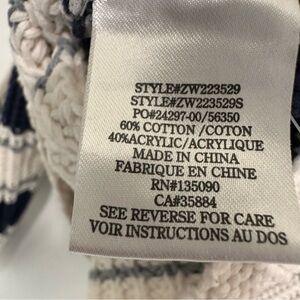 STYLE#ZW223529
STYLE#ZW223529S
PO#24297-00/56350
60% COTTON /COTON
40%ACRYLIC/ACRYLIQUE
MADE IN CHINA
FABRIQUE EN CHINE
RN#135090
CA#35884
SEE REVERSE FOR CARE
VOIR INSTRUCTIONS AU DOS